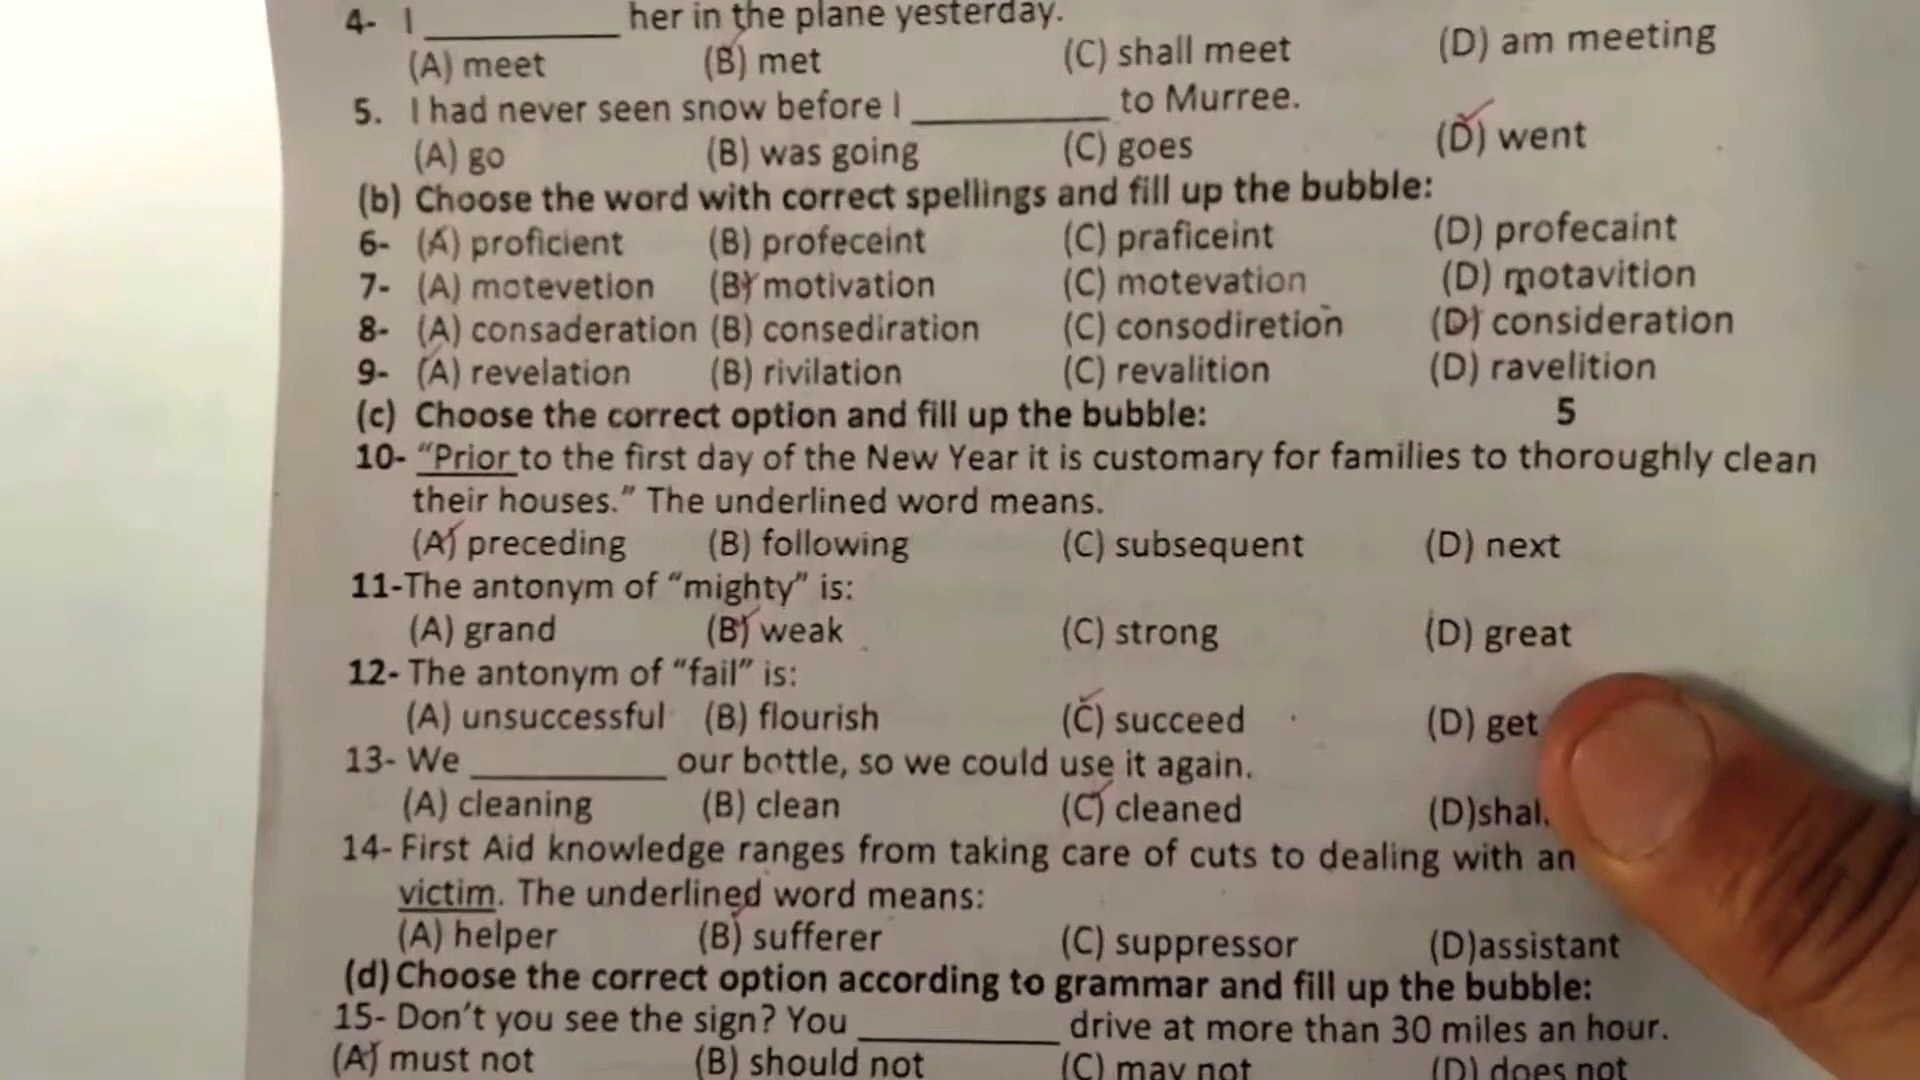 4- I __________ her in the plane yesterday.
(A) meet (B) met (C) shall meet (D) am meeting
5. I had never seen snow before I __________ to Murree.
(A) go (B) was going (C) goes (D) went
(b) Choose the word with correct spellings and fill up the bubble:
6- (A) proficient (B) profeceint (C) praficeint (D) profecaint
7- (A) motevetion (B) motivation (C) motevation (D) motavition
8- (A) consaderation (B) consediration (C) consodiretion (D) consideration
9- (A) revelation (B) rivilation (C) revalition (D) ravelition
(c) Choose the correct option and fill up the bubble: 5
10- “Prior to the first day of the New Year it is customary for families to thoroughly clean
their houses.” The underlined word means.
(A) preceding (B) following (C) subsequent (D) next
11-The antonym of “mighty” is:
(A) grand (B) weak (C) strong (D) great
12- The antonym of “fail” is:
(A) unsuccessful (B) flourish (C) succeed (D) get
13- We __________ our bottle, so we could use it again.
(A) cleaning (B) clean (C) cleaned (D)shal
14- First Aid knowledge ranges from taking care of cuts to dealing with an
victim. The underlined word means:
(A) helper (B) sufferer (C) suppressor (D)assistant
(d) Choose the correct option according to grammar and fill up the bubble:
15- Don’t you see the sign? You __________ drive at more than 30 miles an hour.
(A) must not (B) should not (C) may not (D) does not